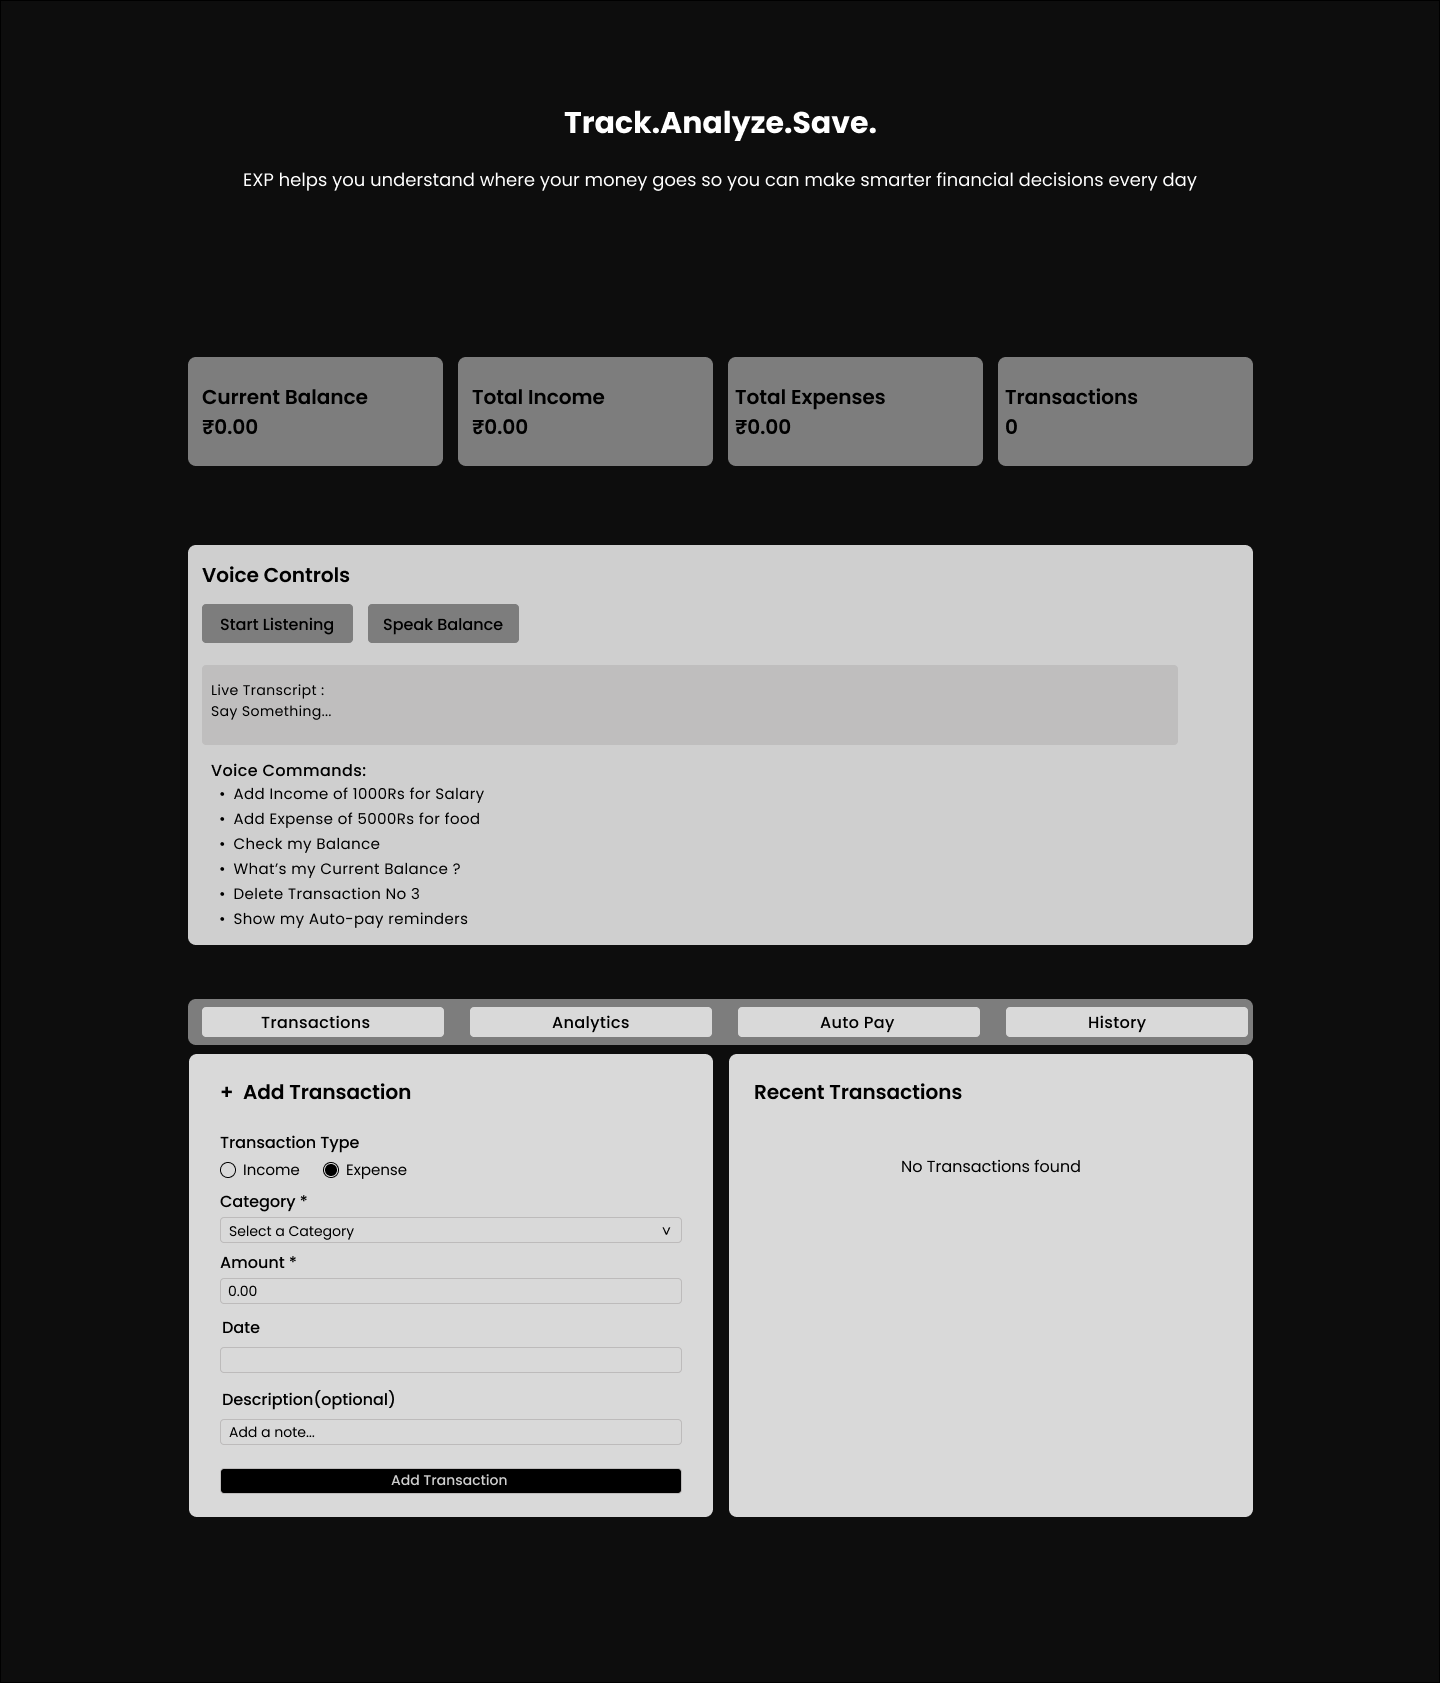 Track.Analyze.Save.
EXP helps you understand where your money goes so you can make smarter financial decisions every day
Current Balance
₹0.00
Total Income
₹0.00
Total Expenses
₹0.00
Transactions
0
Voice Controls
Start Listening
Speak Balance
Live Transcript :
Say Something...
Voice Commands:
• Add Income of 1000Rs for Salary
• Add Expense of 5000Rs for food
• Check my Balance
• What’s my Current Balance ?
• Delete Transaction No 3
• Show my Auto-pay reminders
Transactions
Analytics
Auto Pay
History
+ Add Transaction
Transaction Type
Income
Expense
Category *
Select a Category
v
Amount *
0.00
Date
Description(optional)
Add a note...
Add Transaction
Recent Transactions
No Transactions found